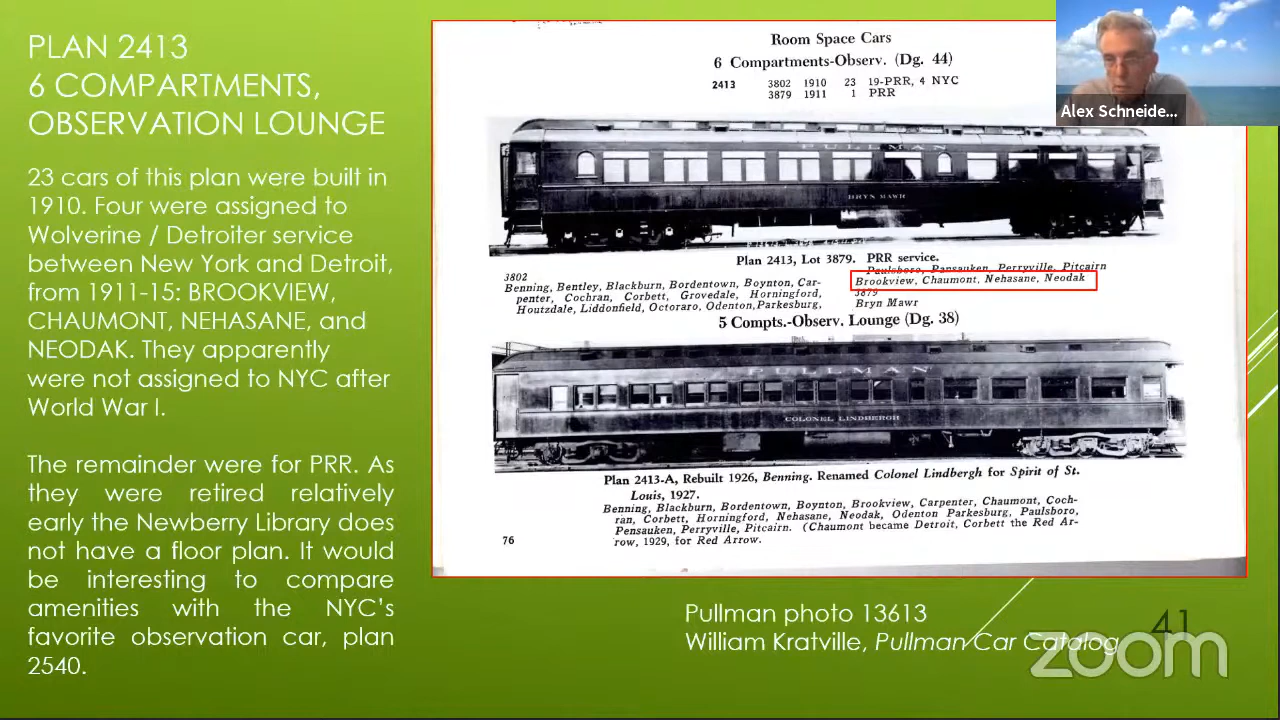 PLAN 2413
6 COMPARTMENTS,
OBSERVATION LOUNGE
23 cars of this plan were built in
1910. Four were assigned to
Wolverine / Detroiter service
between New York and Detroit,
from 1911-15: BROOKVIEW,
CHAUMONT, NEHASANE, and
NEODAK. They apparently
were not assigned to NYC after
World War I.
The remainder were for PRR. As
they were retired relatively
early the Newberry Library does
not have a floor plan. It would
be interesting to compare
amenities with the NYC's
favorite observation car, plan
2540.
Room Space Cars
6 Compartments-Observ. (Dg. 44)
2413 3802 1910 23 19-PRR, 4 NYC
3879 1911 1 PRR
PULLMAN
BRYN MAWR
Plan 2413, Lot 3879. PRR service.
3802
Benning, Bentley, Blackburn, Bordentown, Boynton, Car-
penter, Cochran, Corbett, Grovedale, Horningford,
Houtzdale, Liddonfield, Octoraro, Odenton, Parkesburg,
Paulsboro, Pansauken, Perryville, Pitcairn
Brookview, Chaumont, Nehasane, Neodak
3879
Bryn Mawr
5 Compts.-Observ. Lounge (Dg. 38)
PULLMAN
COLONEL LINDBERGH
Plan 2413-A, Rebuilt 1926, Benning. Renamed Colonel Lindbergh for Spirit of St.
Louis, 1927.
Benning, Blackburn, Bordentown, Boynton, Brookview, Carpenter, Chaumont, Coch-
ran, Corbett, Horningford, Nehasane, Neodak, Odenton Parkesburg, Paulsboro,
Pensauken, Perryville, Pitcairn. (Chaumont became Detroit, Corbett the Red Ar-
row, 1929, for Red Arrow.
76
Pullman photo 13613
William Kratville, Pullman Car Catalog
41
zoom
Alex Schneide...